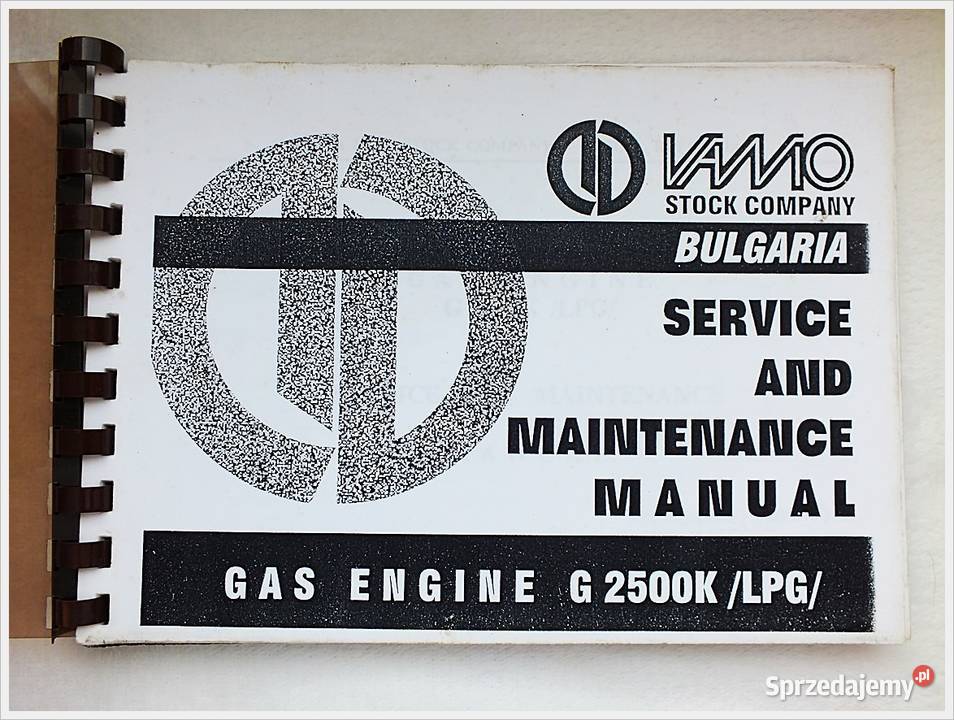 VAMO
STOCK COMPANY
BULGARIA
SERVICE
AND
MAINTENANCE
MANUAL
GAS ENGINE G 2500K /LPG/
Sprzedajemy.pl